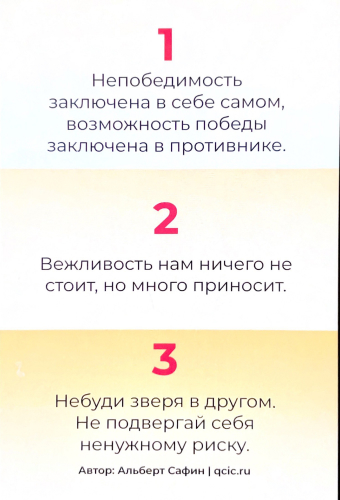 1
Непобедимость
заключена в себе самом,
возможность победы
заключена в противнике.
2
Вежливость нам ничего не
стоит, но много приносит.
3
Небуди зверя в другом.
Не подвергай себя
ненужному риску.
Автор: Альберт Сафин | qcic.ru